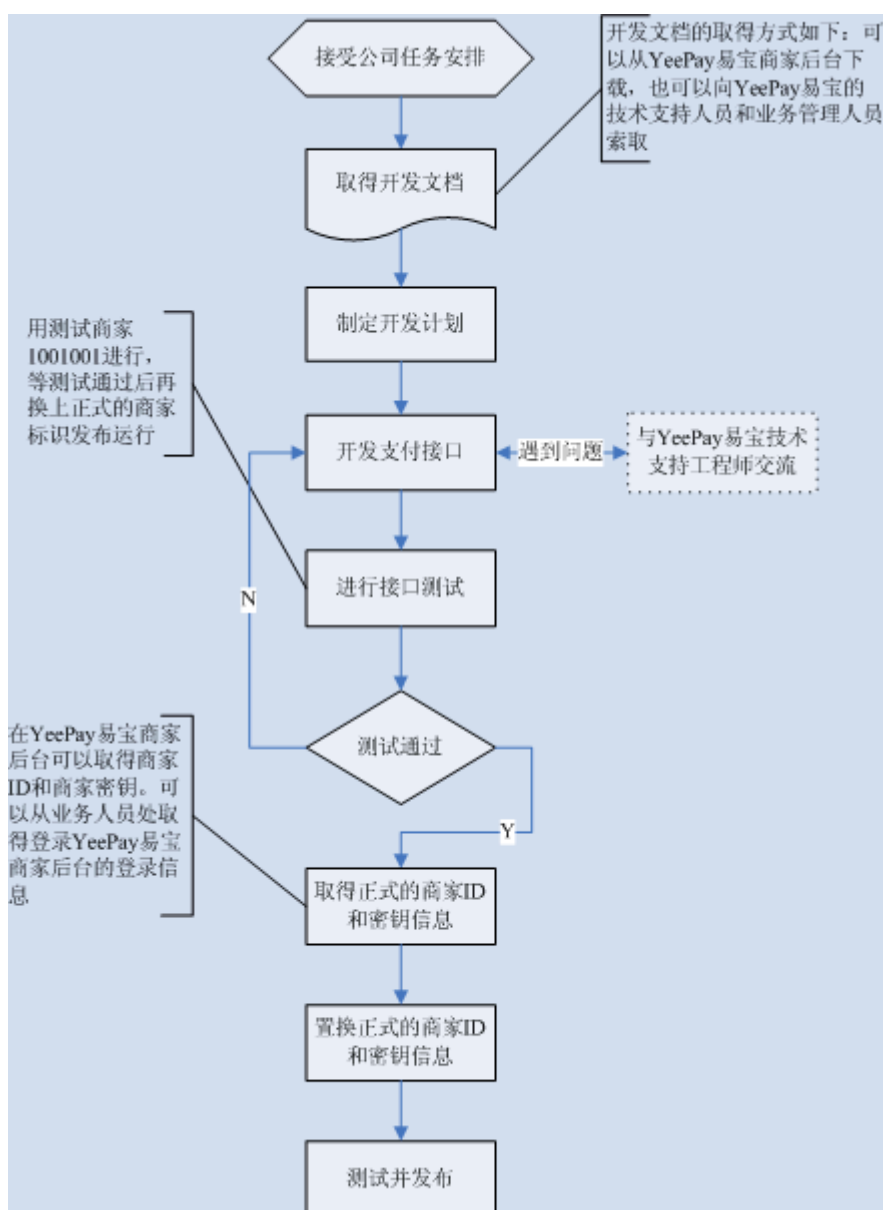 接受公司任务安排
开发文档的取得方式如下：可
以从YeePay易宝商家后台下
载，也可以向YeePay易宝的
技术支持人员和业务管理人员
索取
取得开发文档
制定开发计划
用测试商家
1001001进行，
等测试通过后再
换上正式的商家
标识发布运行
开发支付接口
遇到问题
与YeePay易宝技术
支持工程师交流
进行接口测试
N
测试通过
Y
在YeePay易宝商家
后台可以取得商家
ID和商家密钥。可
以从业务人员处取
得登录YeePay易宝
商家后台的登录信
息
取得正式的商家ID
和密钥信息
置换正式的商家ID
和密钥信息
测试并发布